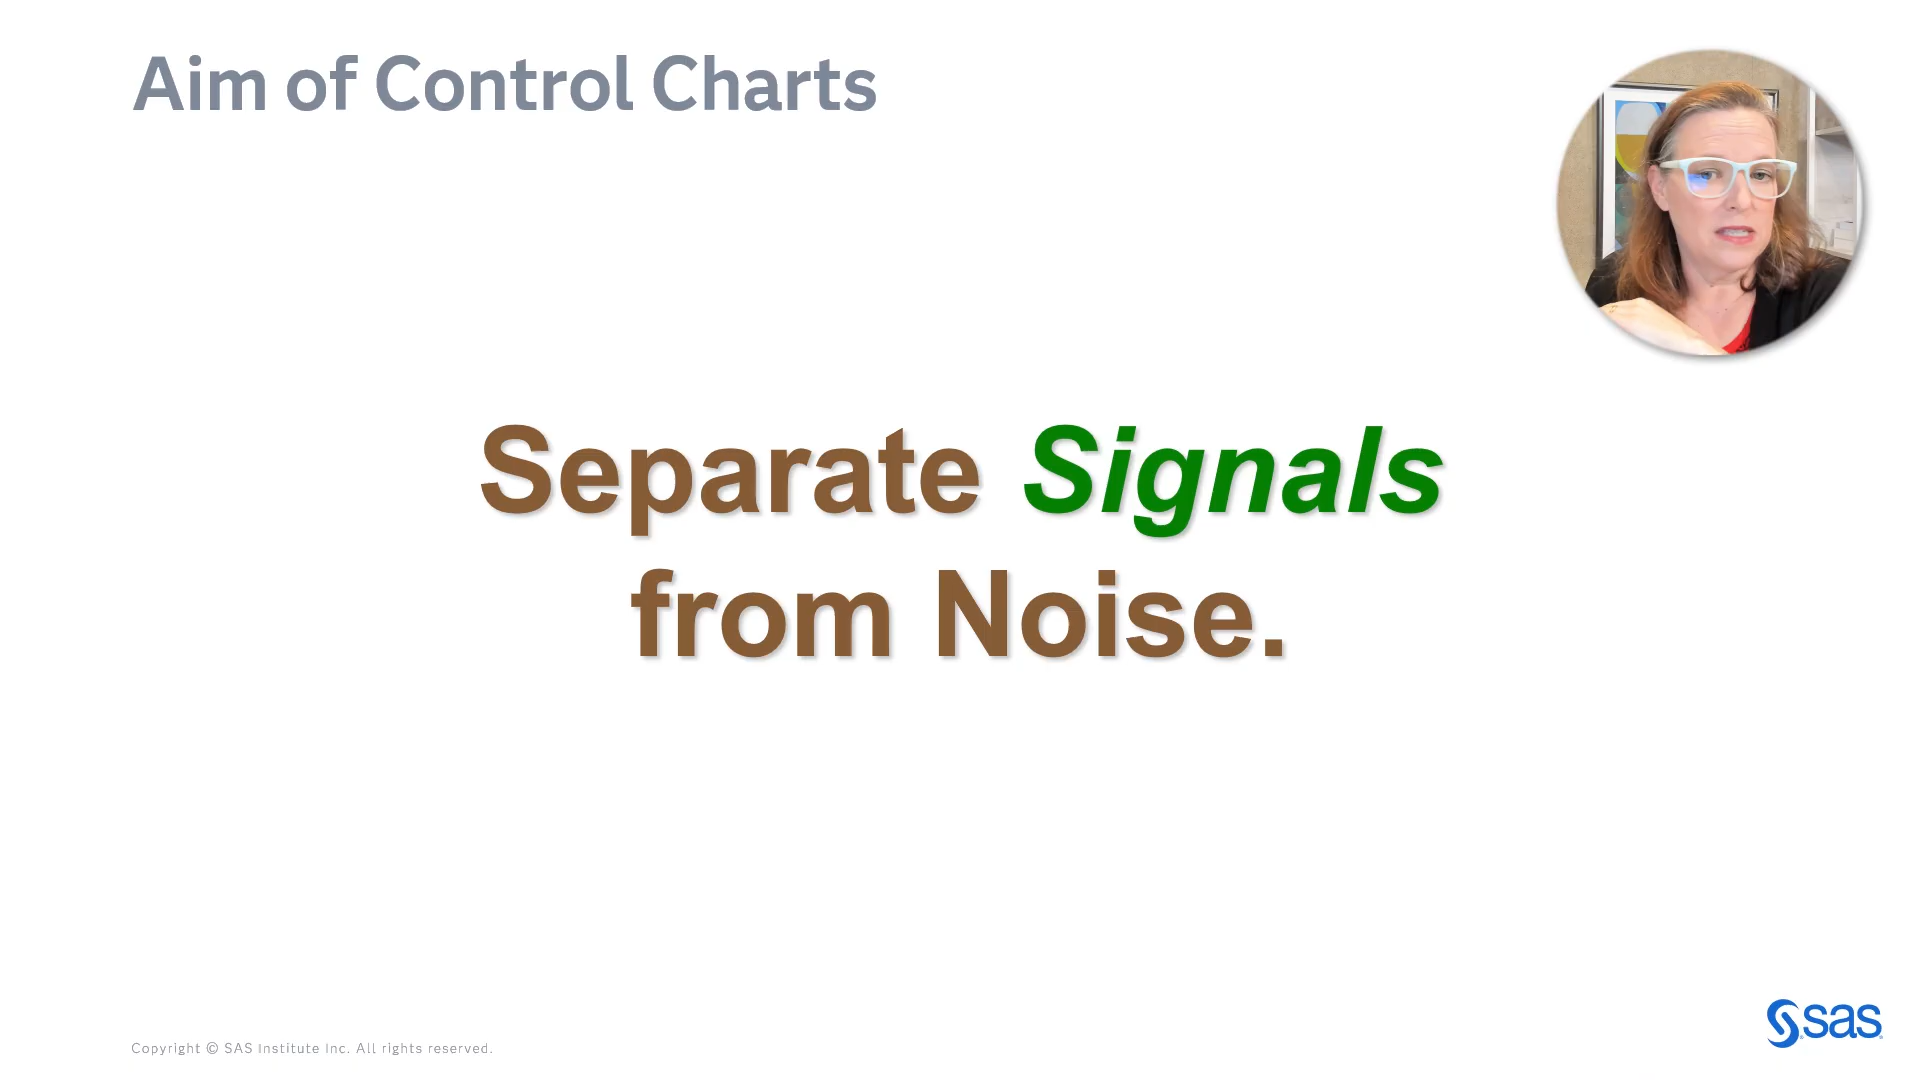 Aim of Control Charts
Separate Signals
from Noise.
sas
Copyright © SAS Institute Inc. All rights reserved.